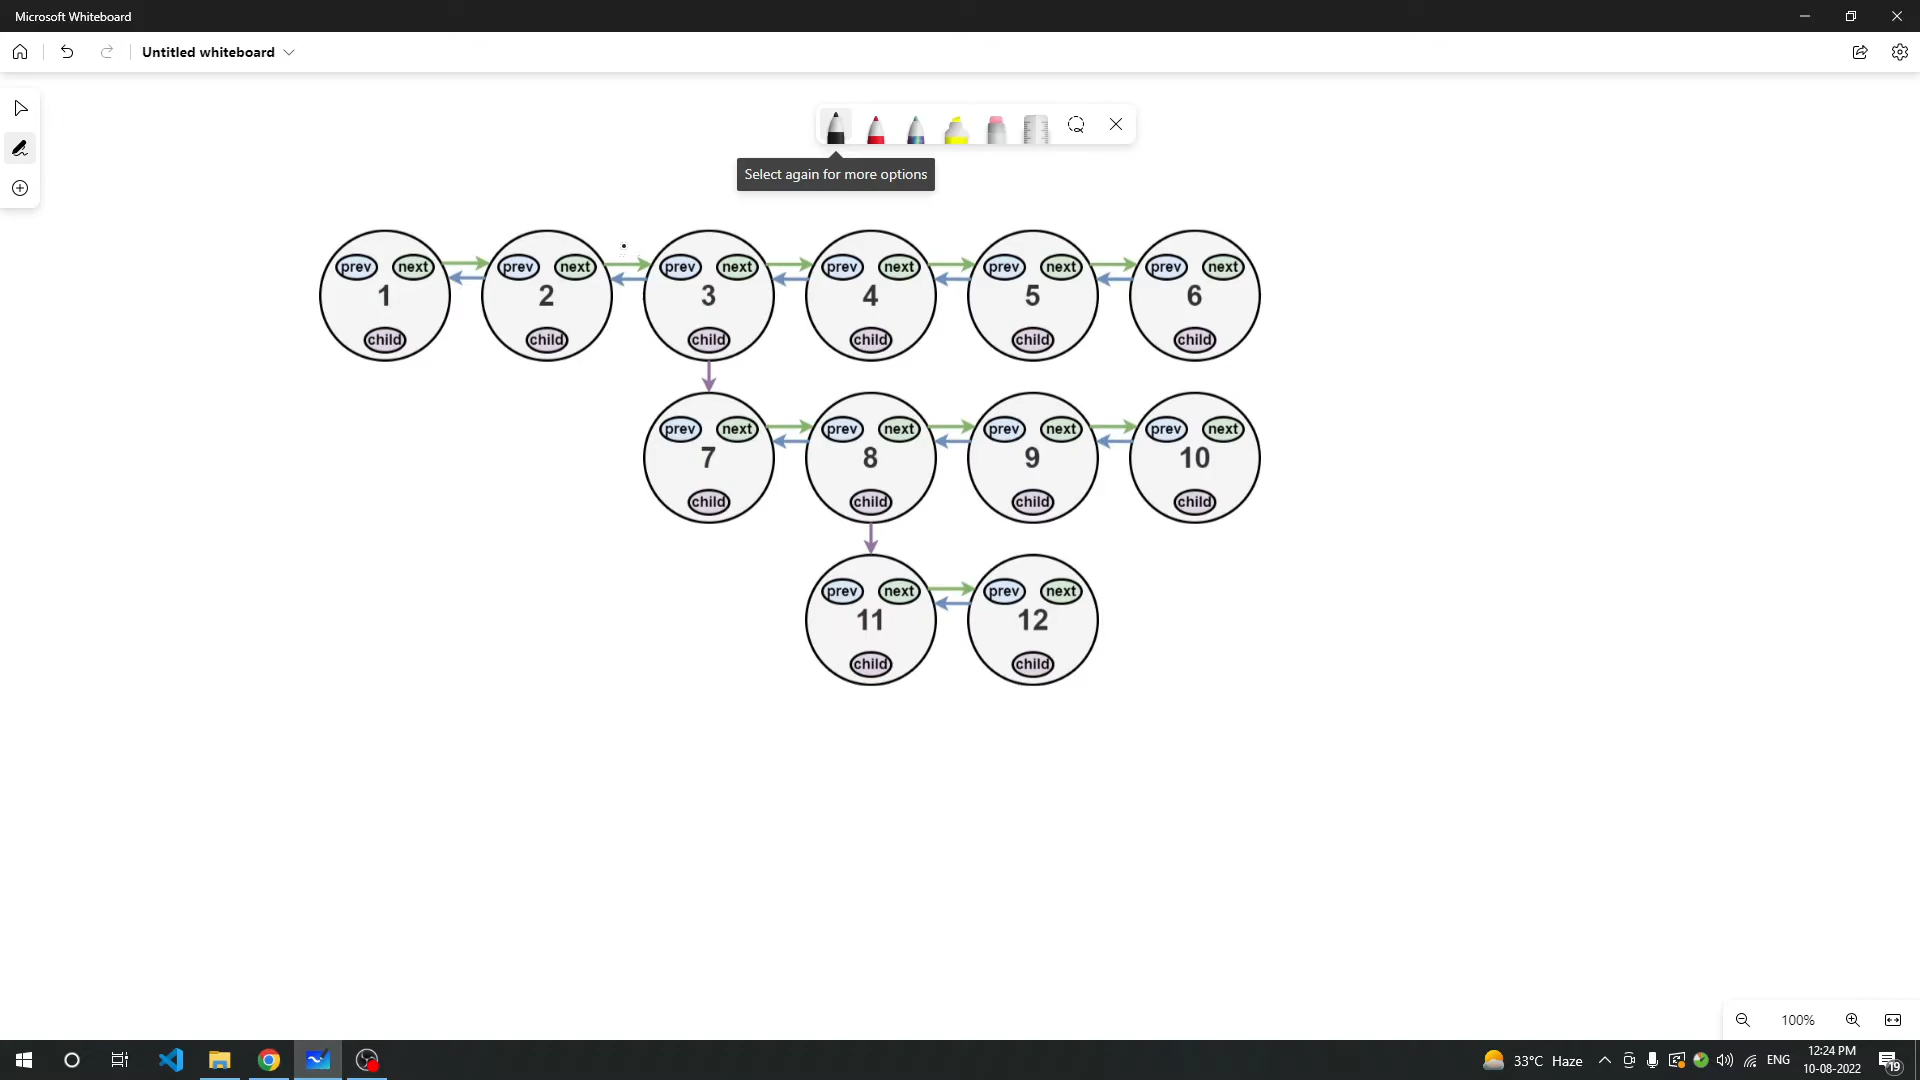 Microsoft Whiteboard
Untitled whiteboard
Select again for more options
prev next prev next prev next prev next prev next prev next
1 2 3 4 5 6
child child child child child child
prev next prev next prev next prev next
7 8 9 10
child child child child
prev next prev next
11 12
child child
100%
33°C Haze ENG 12:24 PM
10-08-2022
19